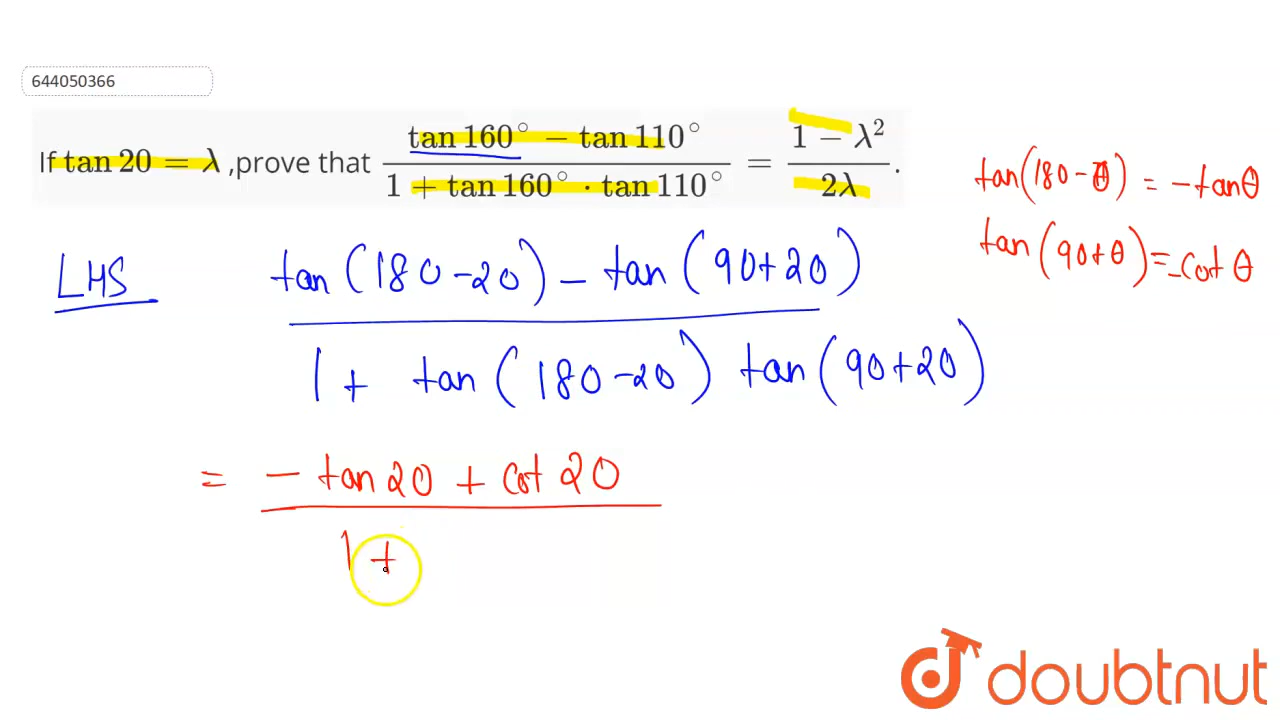 644050366
If tan 20 = λ ,prove that (tan 160° − tan 110°)/(1 + tan 160° · tan 110°) = (1 − λ²)/(2λ).
tan(180-θ) = -tanθ
tan(90+θ) = -cot θ
LHS
tan(180-20) - tan(90+20)
1 + tan(180-20) tan(90+20)
= - tan 20 + cot 20
1 +
doubtnut